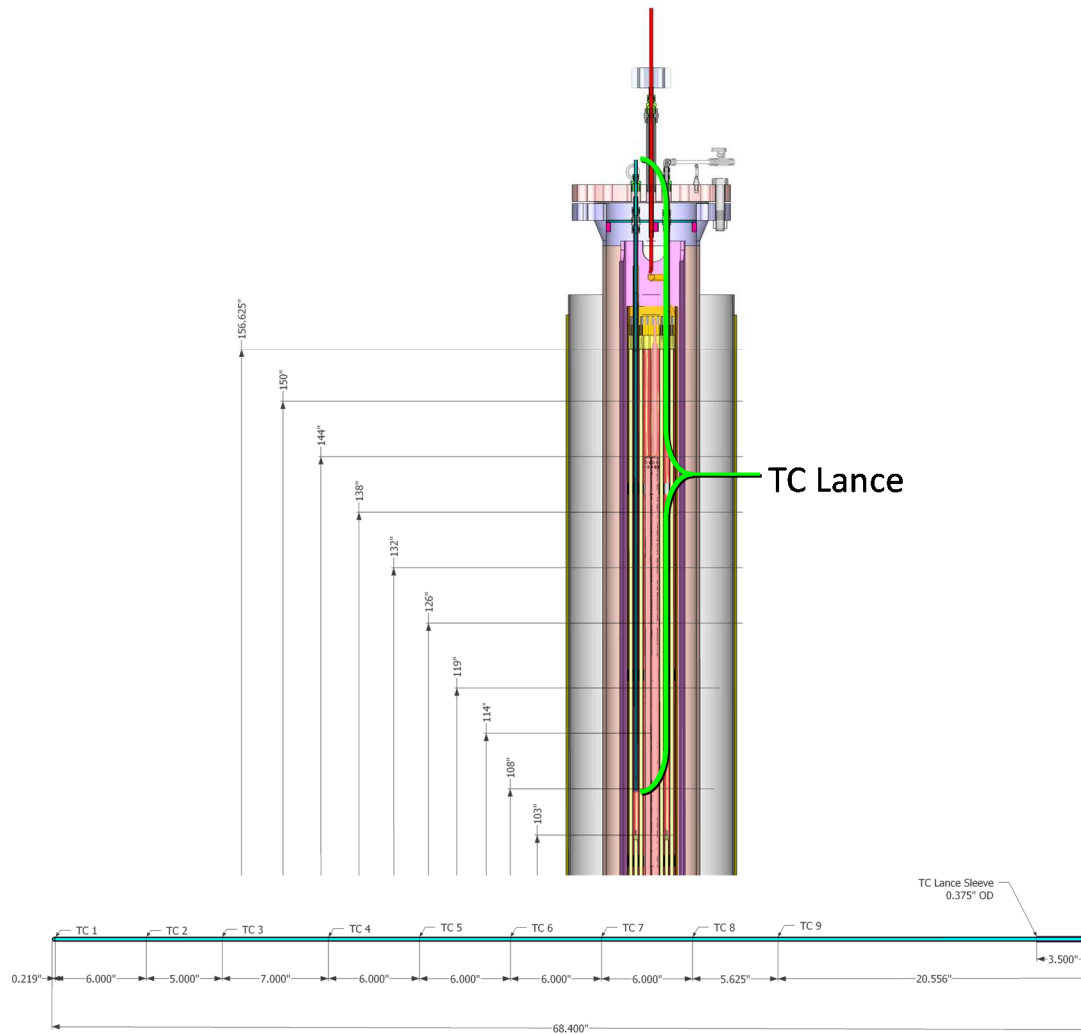 156.625"
150"
144"
138"
132"
126"
119"
114"
108"
103"
TC Lance
TC Lance Sleeve
0.375" OD
TC 1
TC 2
TC 3
TC 4
TC 5
TC 6
TC 7
TC 8
TC 9
0.219"
6.000"
5.000"
7.000"
6.000"
6.000"
6.000"
6.000"
5.625"
20.556"
3.500"
68.400"